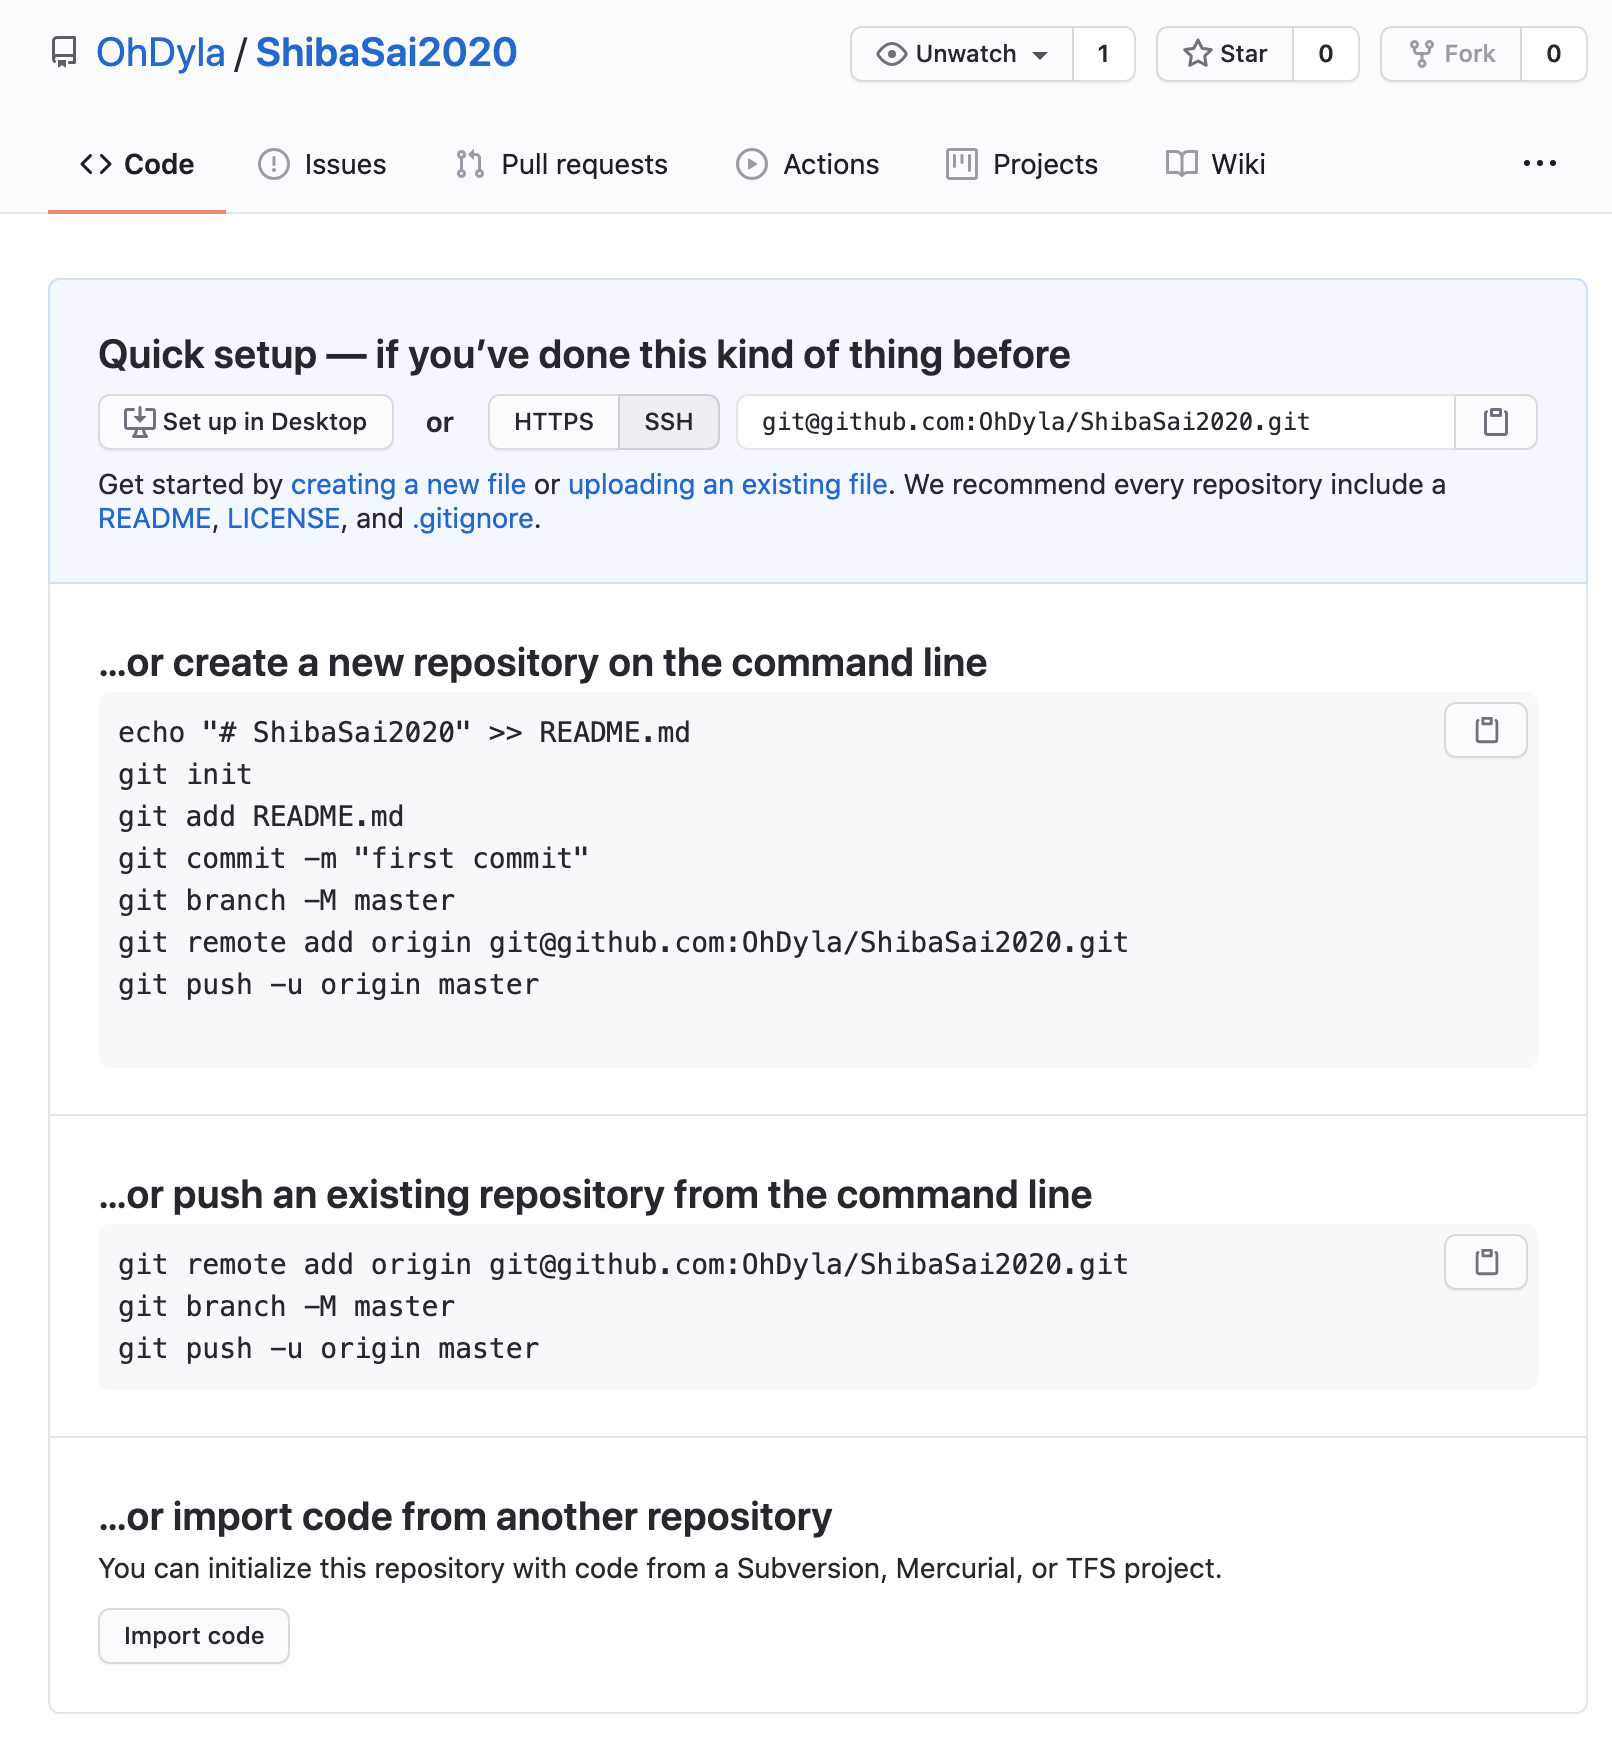 OhDyla / ShibaSai2020
Unwatch 1 Star 0 Fork 0
Code Issues Pull requests Actions Projects Wiki ...
Quick setup — if you’ve done this kind of thing before
Set up in Desktop or HTTPS SSH git@github.com:OhDyla/ShibaSai2020.git
Get started by creating a new file or uploading an existing file. We recommend every repository include a
README, LICENSE, and .gitignore.
…or create a new repository on the command line
echo "# ShibaSai2020" >> README.md
git init
git add README.md
git commit -m "first commit"
git branch -M master
git remote add origin git@github.com:OhDyla/ShibaSai2020.git
git push -u origin master
…or push an existing repository from the command line
git remote add origin git@github.com:OhDyla/ShibaSai2020.git
git branch -M master
git push -u origin master
…or import code from another repository
You can initialize this repository with code from a Subversion, Mercurial, or TFS project.
Import code